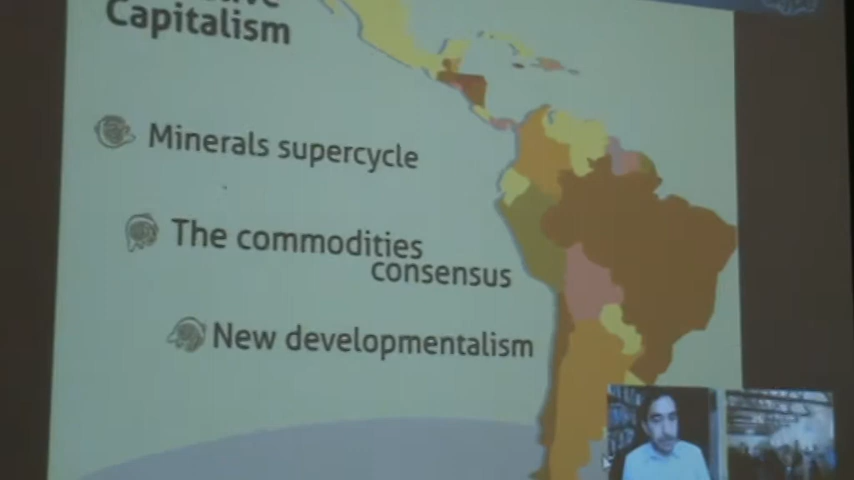 Capitalism
Minerals supercycle
The commodities
consensus
New developmentalism